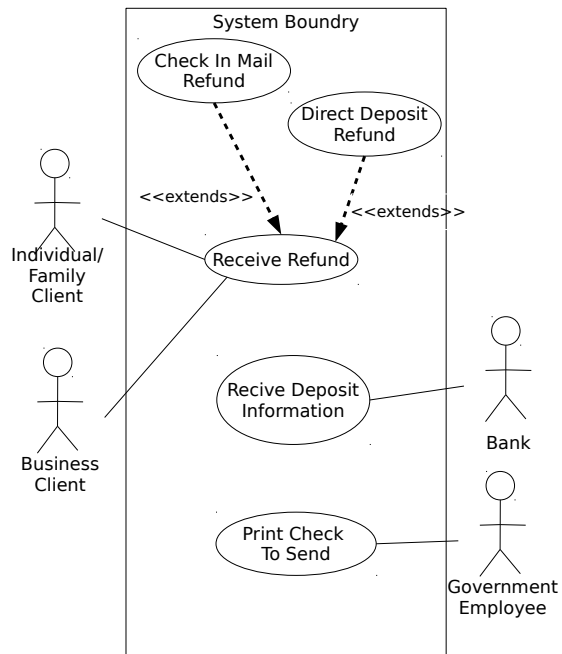 System Boundry
Check In Mail
Refund
Direct Deposit
Refund
<<extends>>
<<extends>>
Individual/
Family
Client
Receive Refund
Recive Deposit
Information
Bank
Business
Client
Print Check
To Send
Government
Employee